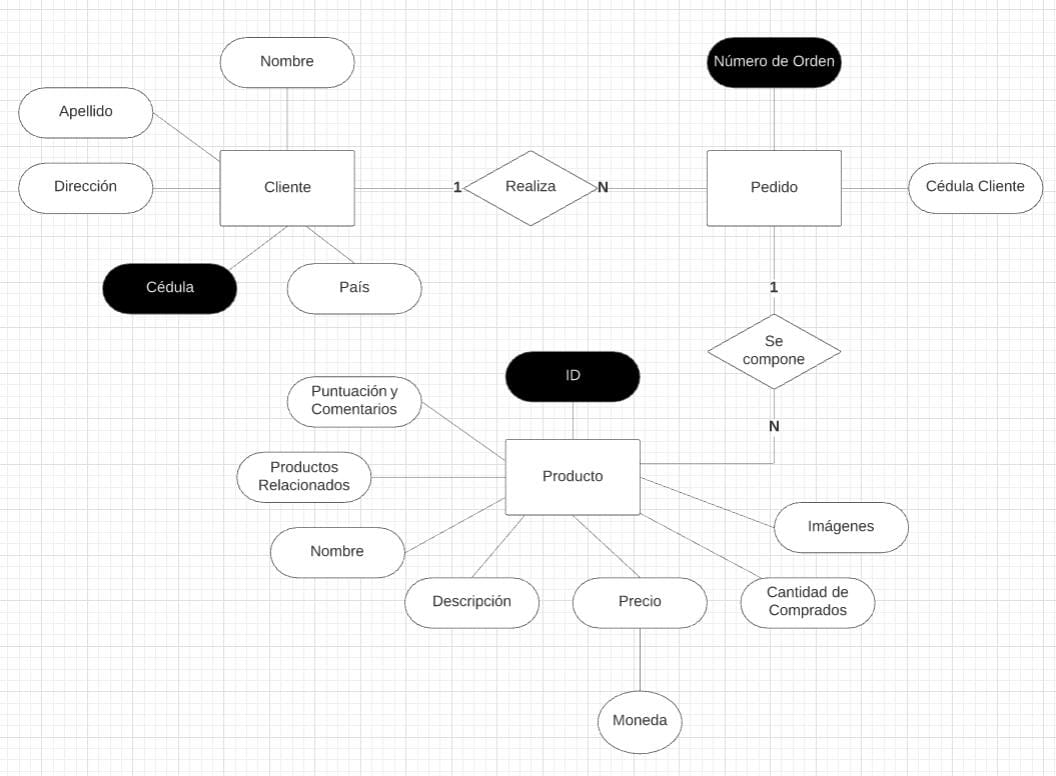 Nombre
Número de Orden
Apellido
Dirección
Cliente
1
Realiza
N
Pedido
Cédula Cliente
Cédula
País
1
Se
compone
ID
Puntuación y
Comentarios
N
Productos
Relacionados
Producto
Nombre
Imágenes
Descripción
Precio
Cantidad de
Comprados
Moneda